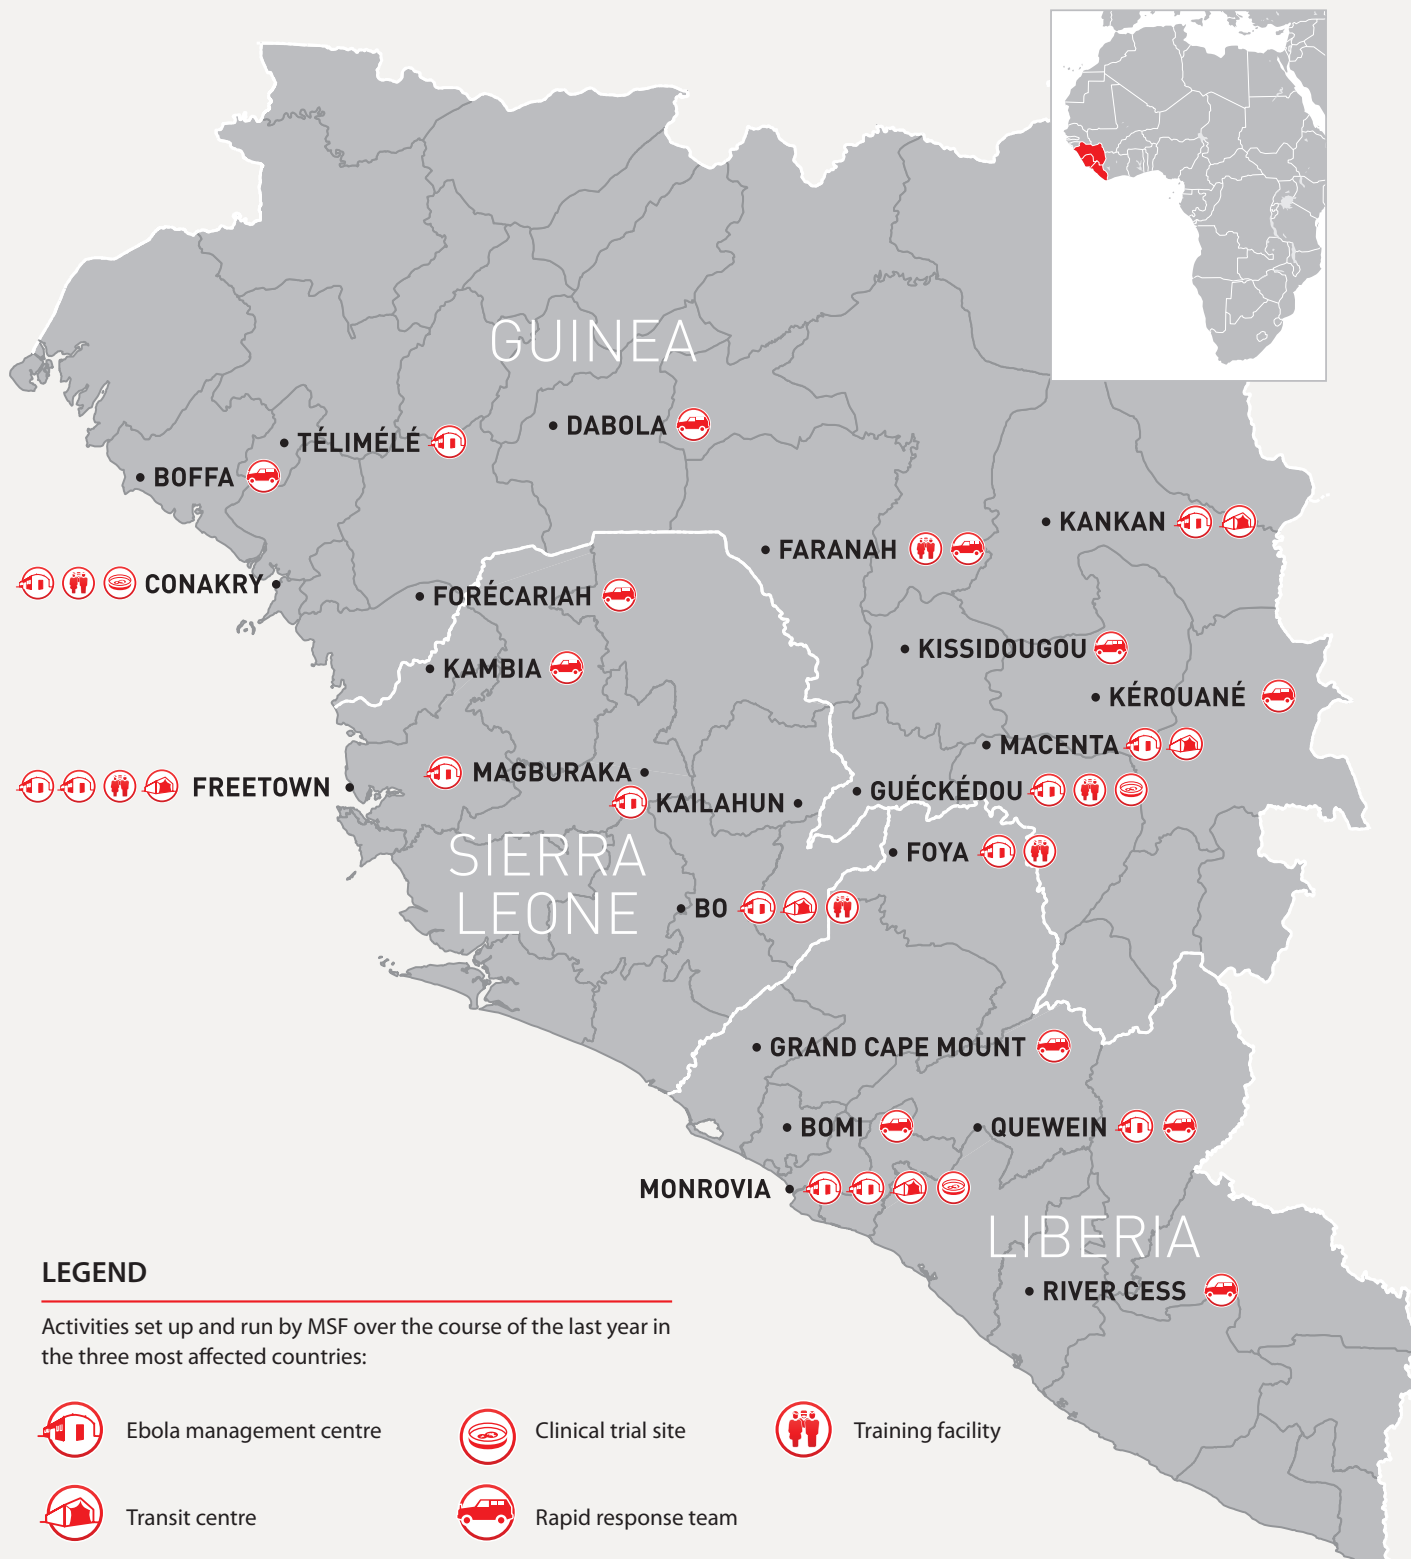 GUINEA
DABOLA
TÉLIMÉLÉ
BOFFA
KANKAN
FARANAH
CONAKRY
FORÉCARIAH
KISSIDOUGOU
KAMBIA
KÉROUANÉ
MACENTA
MAGBURAKA
FREETOWN
GUÉCKÉDOU
KAILAHUN
SIERRA
LEONE
FOYA
BO
GRAND CAPE MOUNT
BOMI
QUEWEIN
MONROVIA
LIBERIA
RIVER CESS
LEGEND
Activities set up and run by MSF over the course of the last year in
the three most affected countries:
Ebola management centre
Clinical trial site
Training facility
Transit centre
Rapid response team